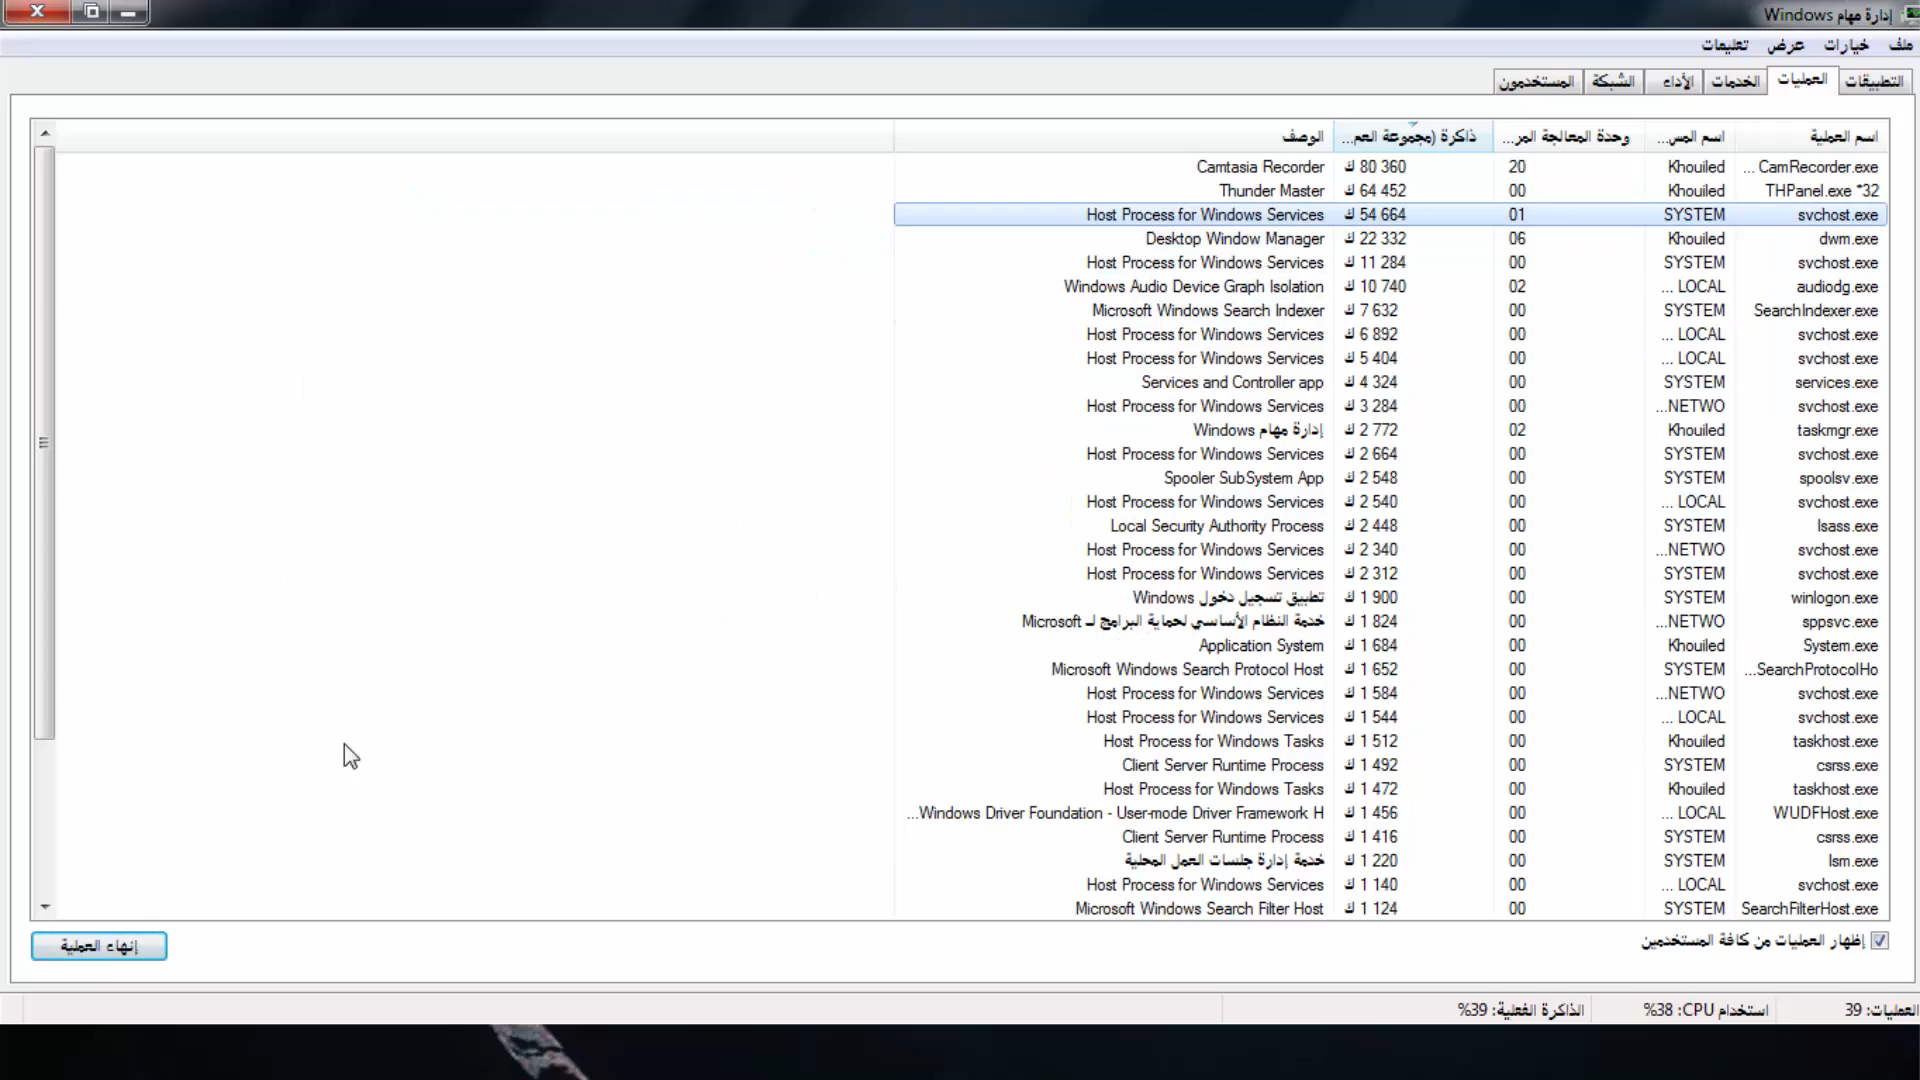 إدارة مهام Windows
ملف خيارات عرض تعليمات
التطبيقات العمليات الخدمات الأداء الشبكة المستخدمون
اسم العملية اسم المس... وحدة المعالجة المر... ذاكرة (مجموعة العم... الوصف
CamRecorder.exe ... Khouiled 20 80 360 ك Camtasia Recorder
THPanel.exe *32 Khouiled 00 64 452 ك Thunder Master
svchost.exe SYSTEM 01 54 664 ك Host Process for Windows Services
dwm.exe Khouiled 06 22 332 ك Desktop Window Manager
svchost.exe SYSTEM 00 11 284 ك Host Process for Windows Services
audiodg.exe LOCAL ... 02 10 740 ك Windows Audio Device Graph Isolation
SearchIndexer.exe SYSTEM 00 7 632 ك Microsoft Windows Search Indexer
svchost.exe LOCAL ... 00 6 892 ك Host Process for Windows Services
svchost.exe LOCAL ... 00 5 404 ك Host Process for Windows Services
services.exe SYSTEM 00 4 324 ك Services and Controller app
svchost.exe NETWO... 00 3 284 ك Host Process for Windows Services
taskmgr.exe Khouiled 02 2 772 ك إدارة مهام Windows
svchost.exe SYSTEM 00 2 664 ك Host Process for Windows Services
spoolsv.exe SYSTEM 00 2 548 ك Spooler SubSystem App
svchost.exe LOCAL ... 00 2 540 ك Host Process for Windows Services
lsass.exe SYSTEM 00 2 448 ك Local Security Authority Process
svchost.exe NETWO... 00 2 340 ك Host Process for Windows Services
svchost.exe SYSTEM 00 2 312 ك Host Process for Windows Services
winlogon.exe SYSTEM 00 1 900 ك تطبيق تسجيل دخول Windows
sppsvc.exe NETWO... 00 1 824 ك خدمة النظام الأساسي لحماية البرامج لـ Microsoft
System.exe Khouiled 00 1 684 ك Application System
SearchProtocolHo... SYSTEM 00 1 652 ك Microsoft Windows Search Protocol Host
svchost.exe NETWO... 00 1 584 ك Host Process for Windows Services
svchost.exe LOCAL ... 00 1 544 ك Host Process for Windows Services
taskhost.exe Khouiled 00 1 512 ك Host Process for Windows Tasks
csrss.exe SYSTEM 00 1 492 ك Client Server Runtime Process
taskhost.exe Khouiled 00 1 472 ك Host Process for Windows Tasks
WUDFHost.exe LOCAL ... 00 1 456 ك Windows Driver Foundation - User-mode Driver Framework H...
csrss.exe SYSTEM 00 1 416 ك Client Server Runtime Process
lsm.exe SYSTEM 00 1 220 ك خدمة إدارة جلسات العمل المحلية
svchost.exe LOCAL ... 00 1 140 ك Host Process for Windows Services
SearchFilterHost.exe SYSTEM 00 1 124 ك Microsoft Windows Search Filter Host
إظهار العمليات من كافة المستخدمين
إنهاء العملية
العمليات: 39 استخدام CPU: 38% الذاكرة الفعلية: 39%